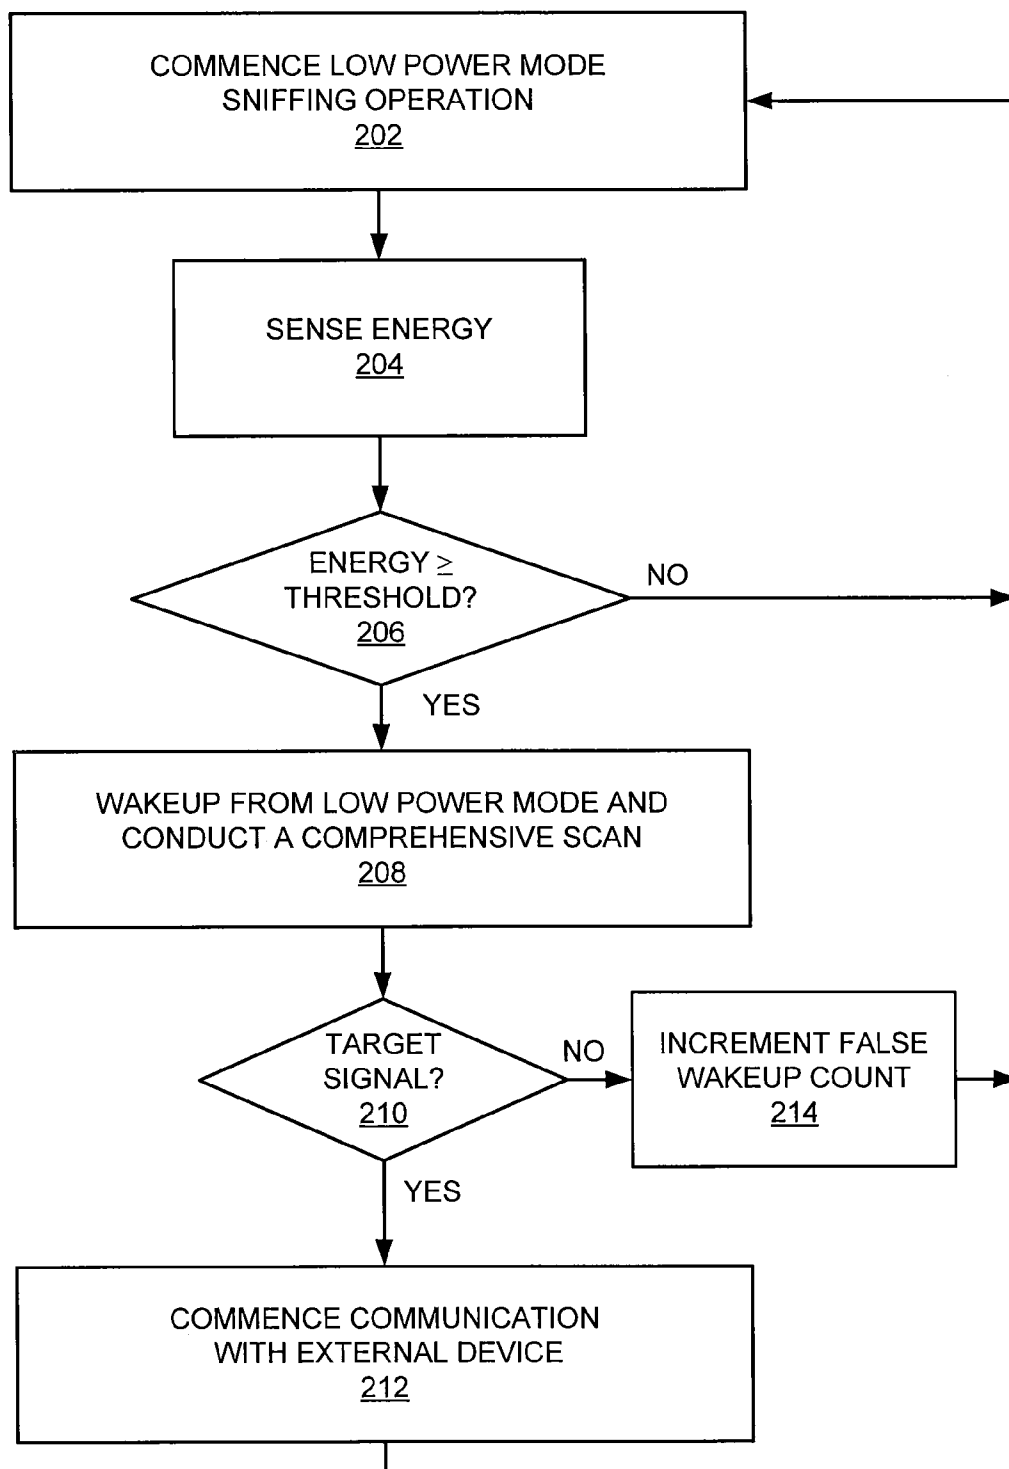 COMMENCE LOW POWER MODE
SNIFFING OPERATION
202
SENSE ENERGY
204
ENERGY ≥
THRESHOLD?
206
NO
YES
WAKEUP FROM LOW POWER MODE AND
CONDUCT A COMPREHENSIVE SCAN
208
TARGET
SIGNAL?
210
NO
INCREMENT FALSE
WAKEUP COUNT
214
YES
COMMENCE COMMUNICATION
WITH EXTERNAL DEVICE
212